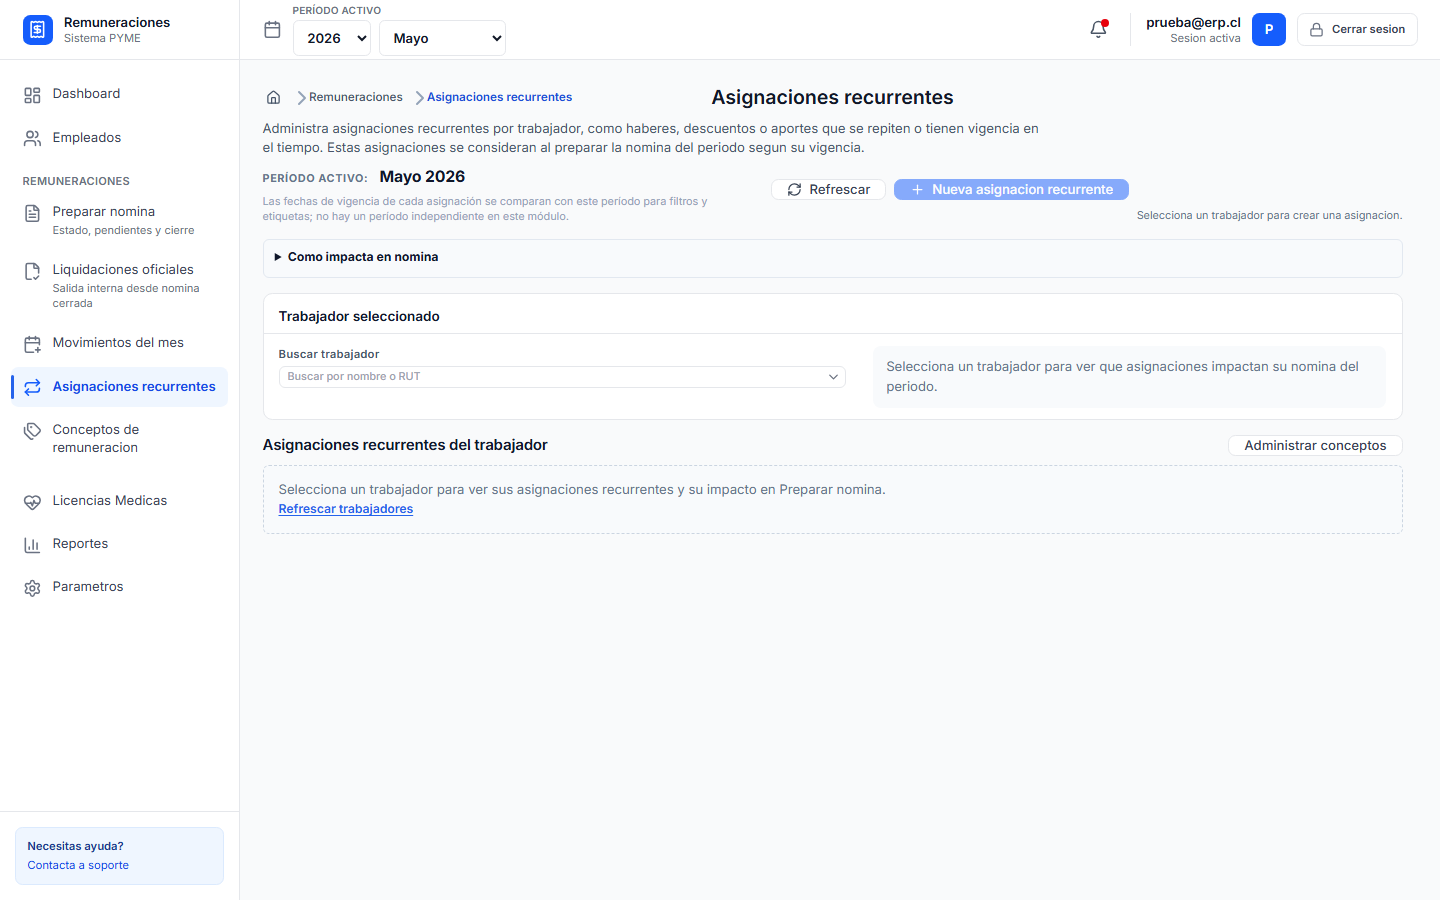 Remuneraciones
Sistema PYME
PERÍODO ACTIVO
2026
Mayo
prueba@erp.cl
Sesion activa
P
Cerrar sesion
Dashboard
Empleados
REMUNERACIONES
Preparar nomina
Estado, pendientes y cierre
Liquidaciones oficiales
Salida interna desde nomina
cerrada
Movimientos del mes
Asignaciones recurrentes
Conceptos de
remuneracion
Licencias Medicas
Reportes
Parametros
Necesitas ayuda?
Contacta a soporte
Remuneraciones
Asignaciones recurrentes
Asignaciones recurrentes
Administra asignaciones recurrentes por trabajador, como haberes, descuentos o aportes que se repiten o tienen vigencia en
el tiempo. Estas asignaciones se consideran al preparar la nomina del periodo segun su vigencia.
PERÍODO ACTIVO: Mayo 2026
Las fechas de vigencia de cada asignación se comparan con este período para filtros y
etiquetas; no hay un período independiente en este módulo.
Refrescar
Nueva asignacion recurrente
Selecciona un trabajador para crear una asignacion.
Como impacta en nomina
Trabajador seleccionado
Buscar trabajador
Buscar por nombre o RUT
Selecciona un trabajador para ver que asignaciones impactan su nomina del
periodo.
Asignaciones recurrentes del trabajador
Administrar conceptos
Selecciona un trabajador para ver sus asignaciones recurrentes y su impacto en Preparar nomina.
Refrescar trabajadores